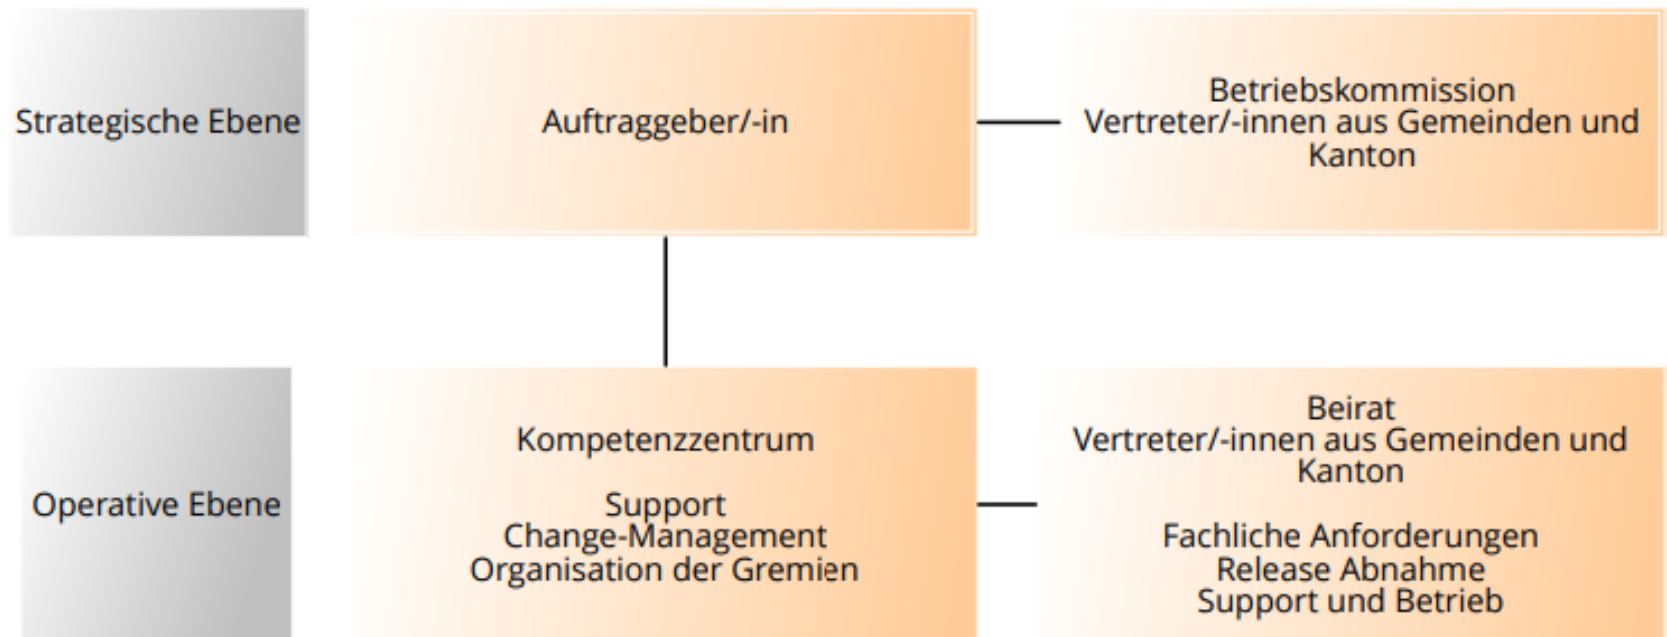 Strategische Ebene
Auftraggeber/-in
Betriebskommission
Vertreter/-innen aus Gemeinden und
Kanton
Operative Ebene
Kompetenzzentrum
Support
Change-Management
Organisation der Gremien
Beirat
Vertreter/-innen aus Gemeinden und
Kanton
Fachliche Anforderungen
Release Abnahme
Support und Betrieb